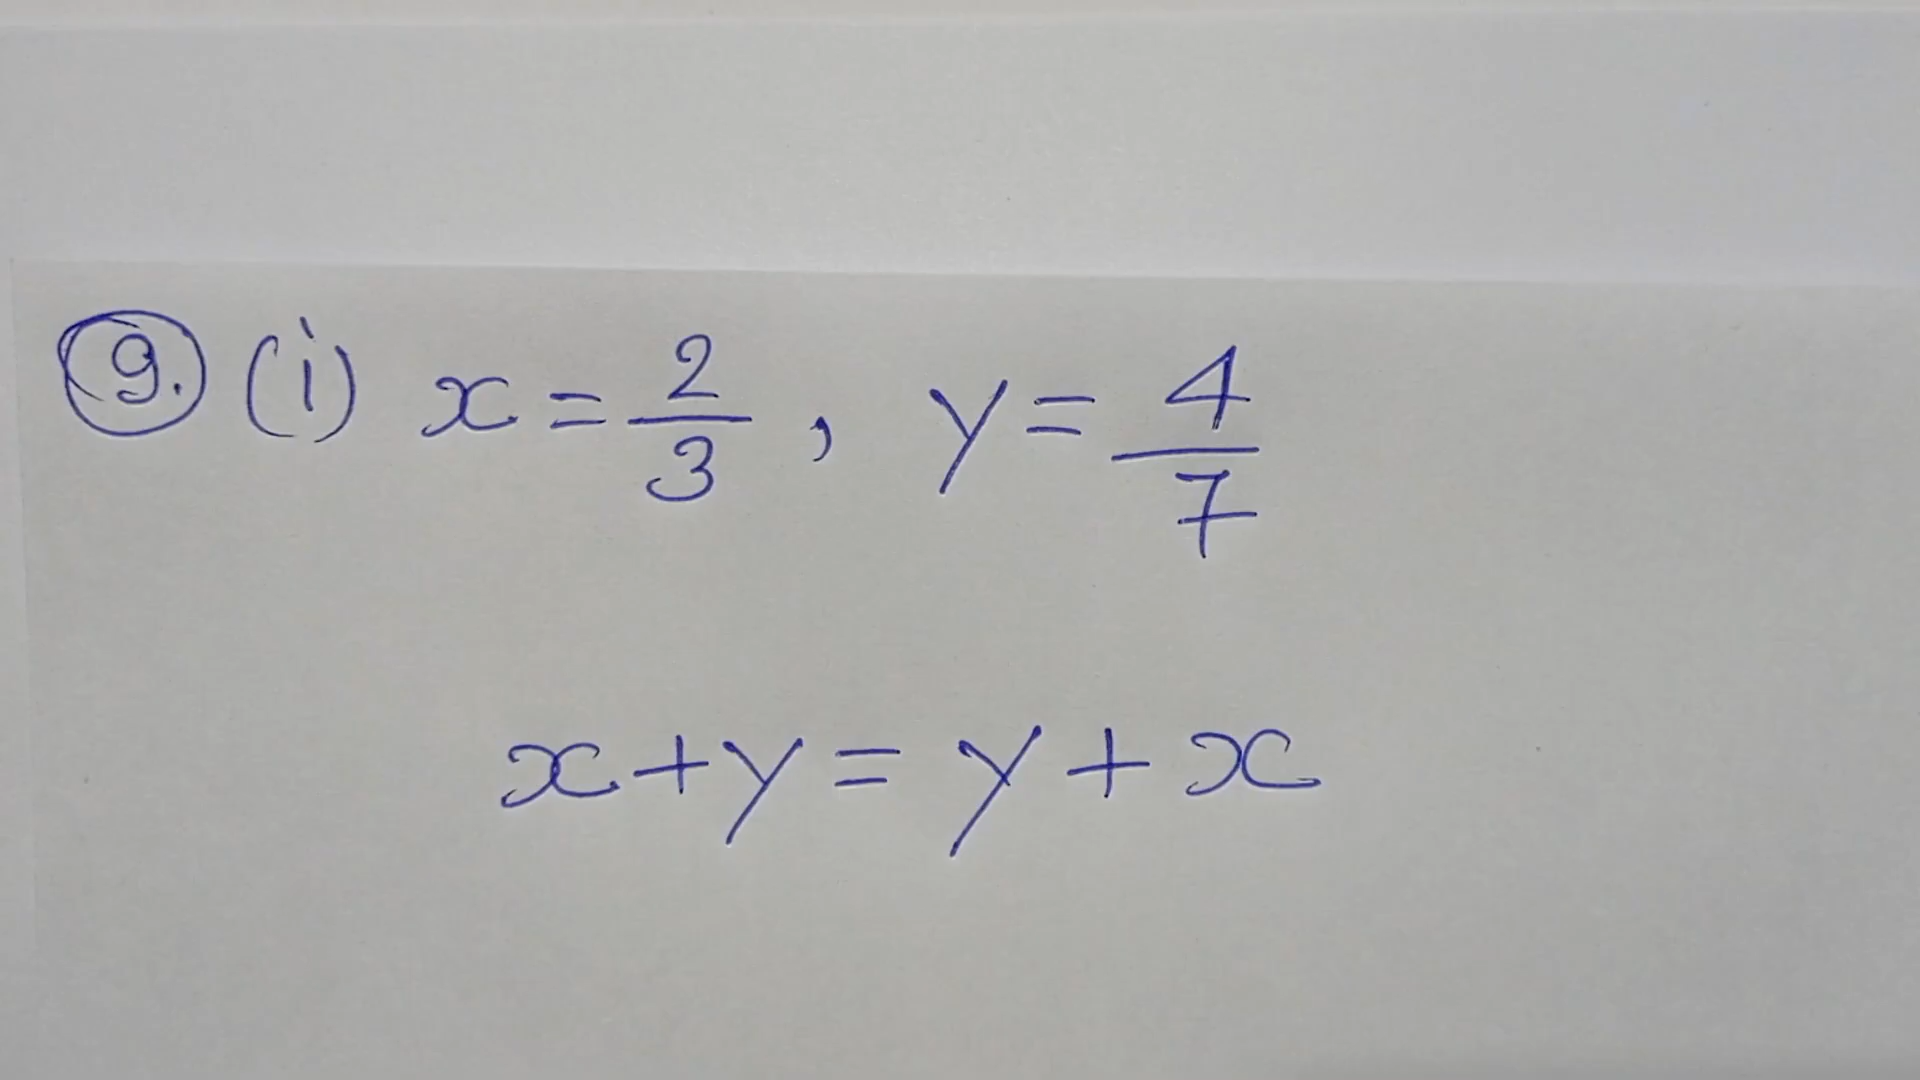 9. (i) x = 2/3 , y = 4/7
x + y = y + x